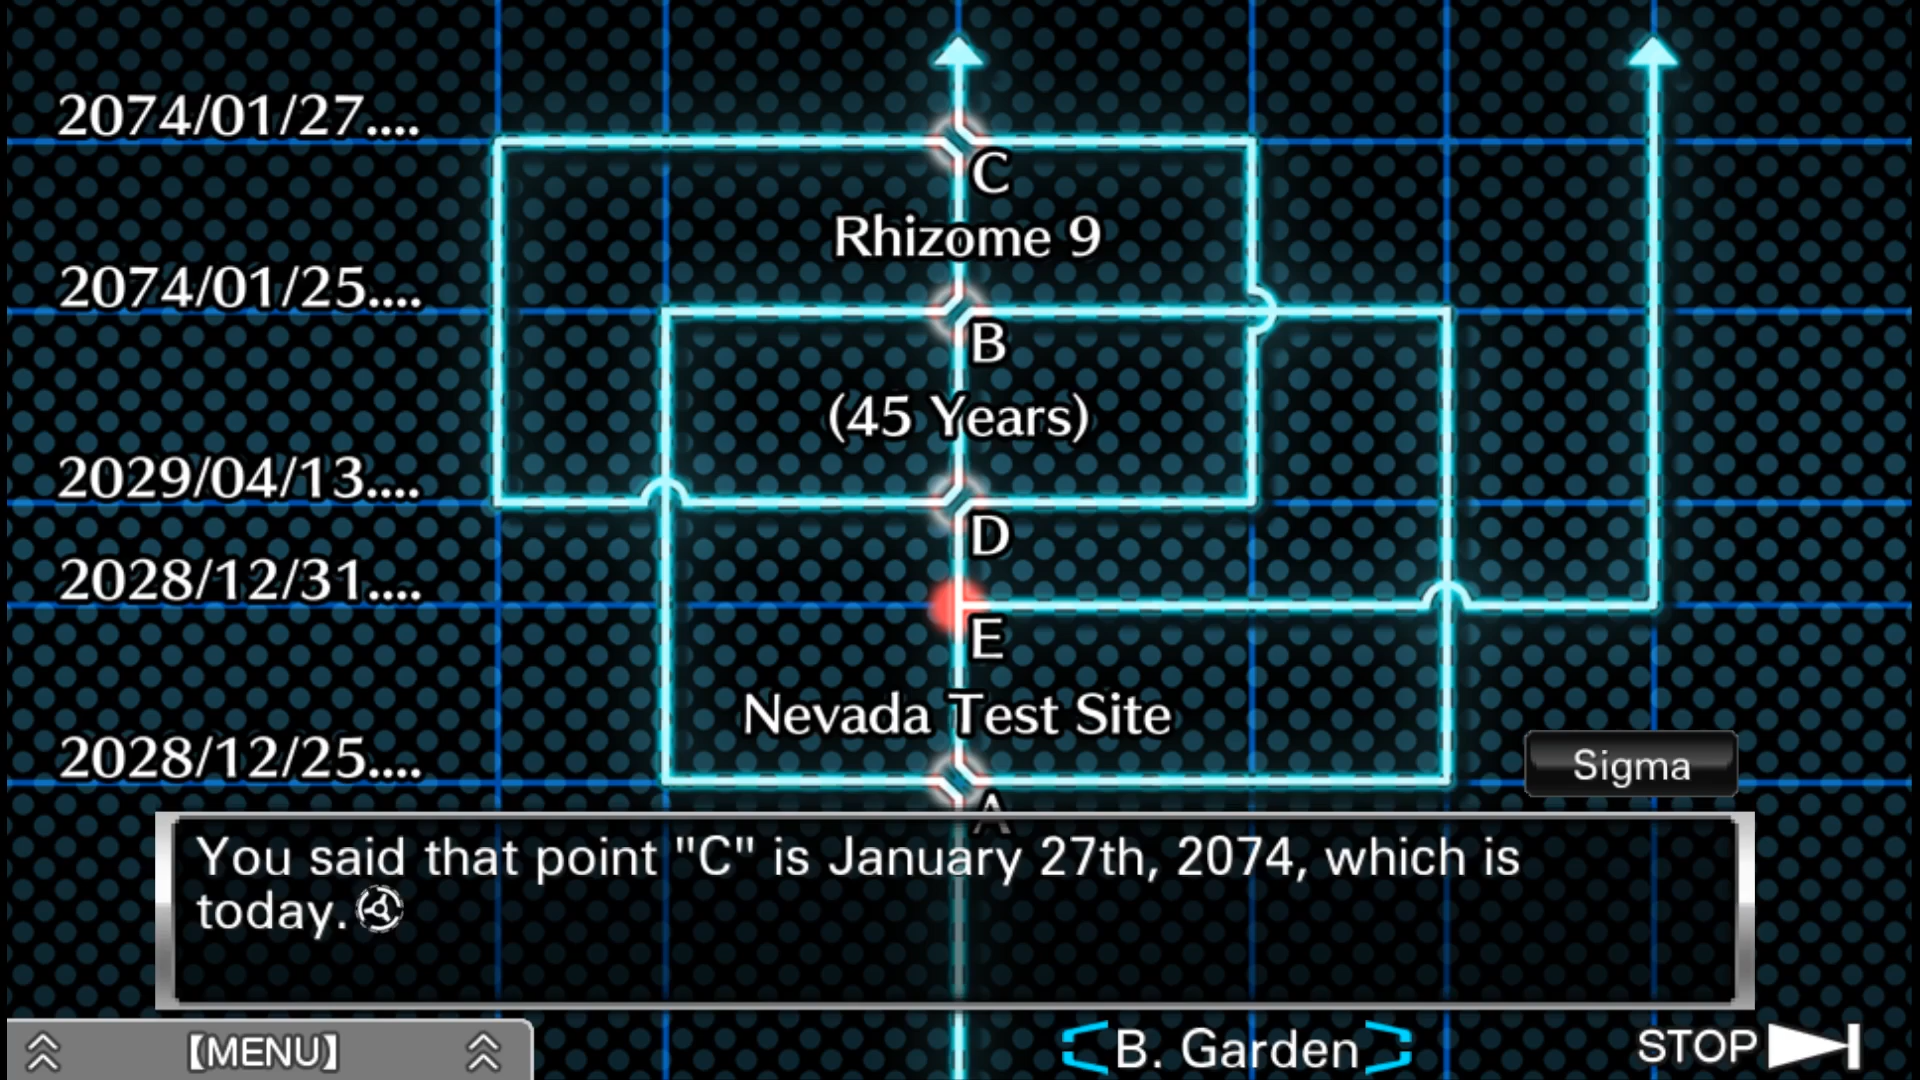 2074/01/27....
C
Rhizome 9
2074/01/25....
B
(45 Years)
2029/04/13....
D
2028/12/31....
E
Nevada Test Site
2028/12/25....
A
Sigma
You said that point "C" is January 27th, 2074, which is
today.
【MENU】
B. Garden
STOP